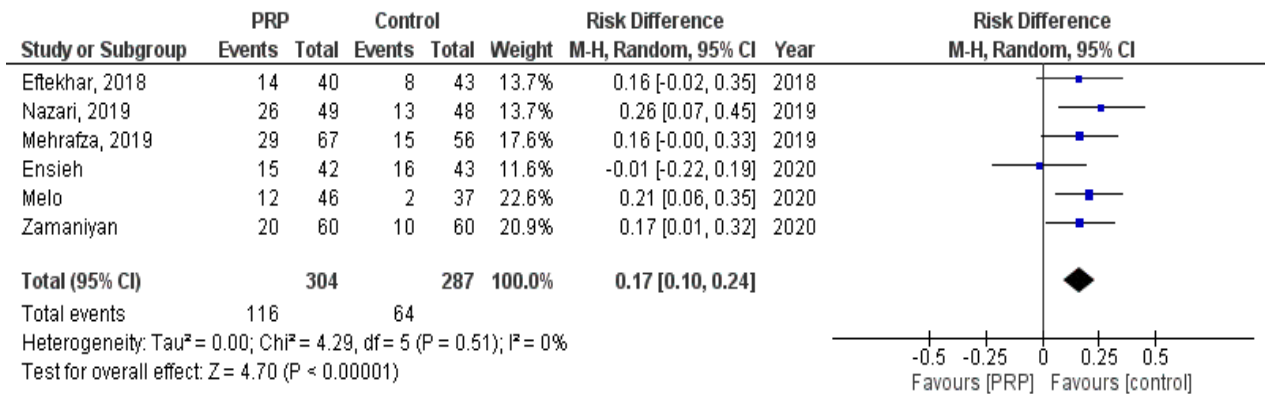 PRP Control Risk Difference Risk Difference
Study or Subgroup Events Total Events Total Weight M-H, Random, 95% CI Year M-H, Random, 95% CI
Eftekhar, 2018 14 40 8 43 13.7% 0.16 [-0.02, 0.35] 2018
Nazari, 2019 26 49 13 48 13.7% 0.26 [0.07, 0.45] 2019
Mehrafza, 2019 29 67 15 56 17.6% 0.16 [-0.00, 0.33] 2019
Ensieh 15 42 16 43 11.6% -0.01 [-0.22, 0.19] 2020
Melo 12 46 2 37 22.6% 0.21 [0.06, 0.35] 2020
Zamaniyan 20 60 10 60 20.9% 0.17 [0.01, 0.32] 2020
Total (95% CI) 304 287 100.0% 0.17 [0.10, 0.24]
Total events 116 64
Heterogeneity: Tau² = 0.00; Chi² = 4.29, df = 5 (P = 0.51); I² = 0%
Test for overall effect: Z = 4.70 (P < 0.00001)
-0.5 -0.25 0 0.25 0.5
Favours [PRP] Favours [control]